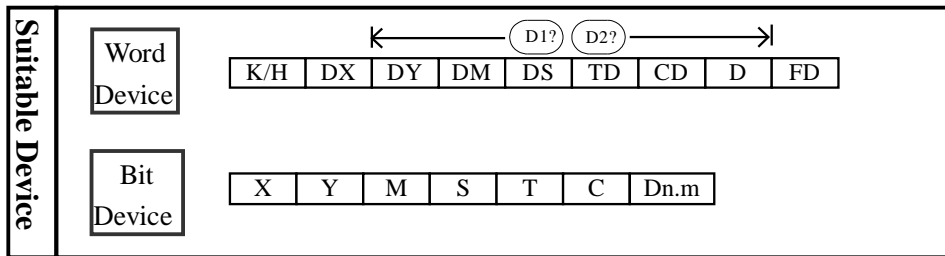 Suitable Device
Word
Device
D1? D2?
K/H DX DY DM DS TD CD D FD
Bit
Device
X Y M S T C Dn.m